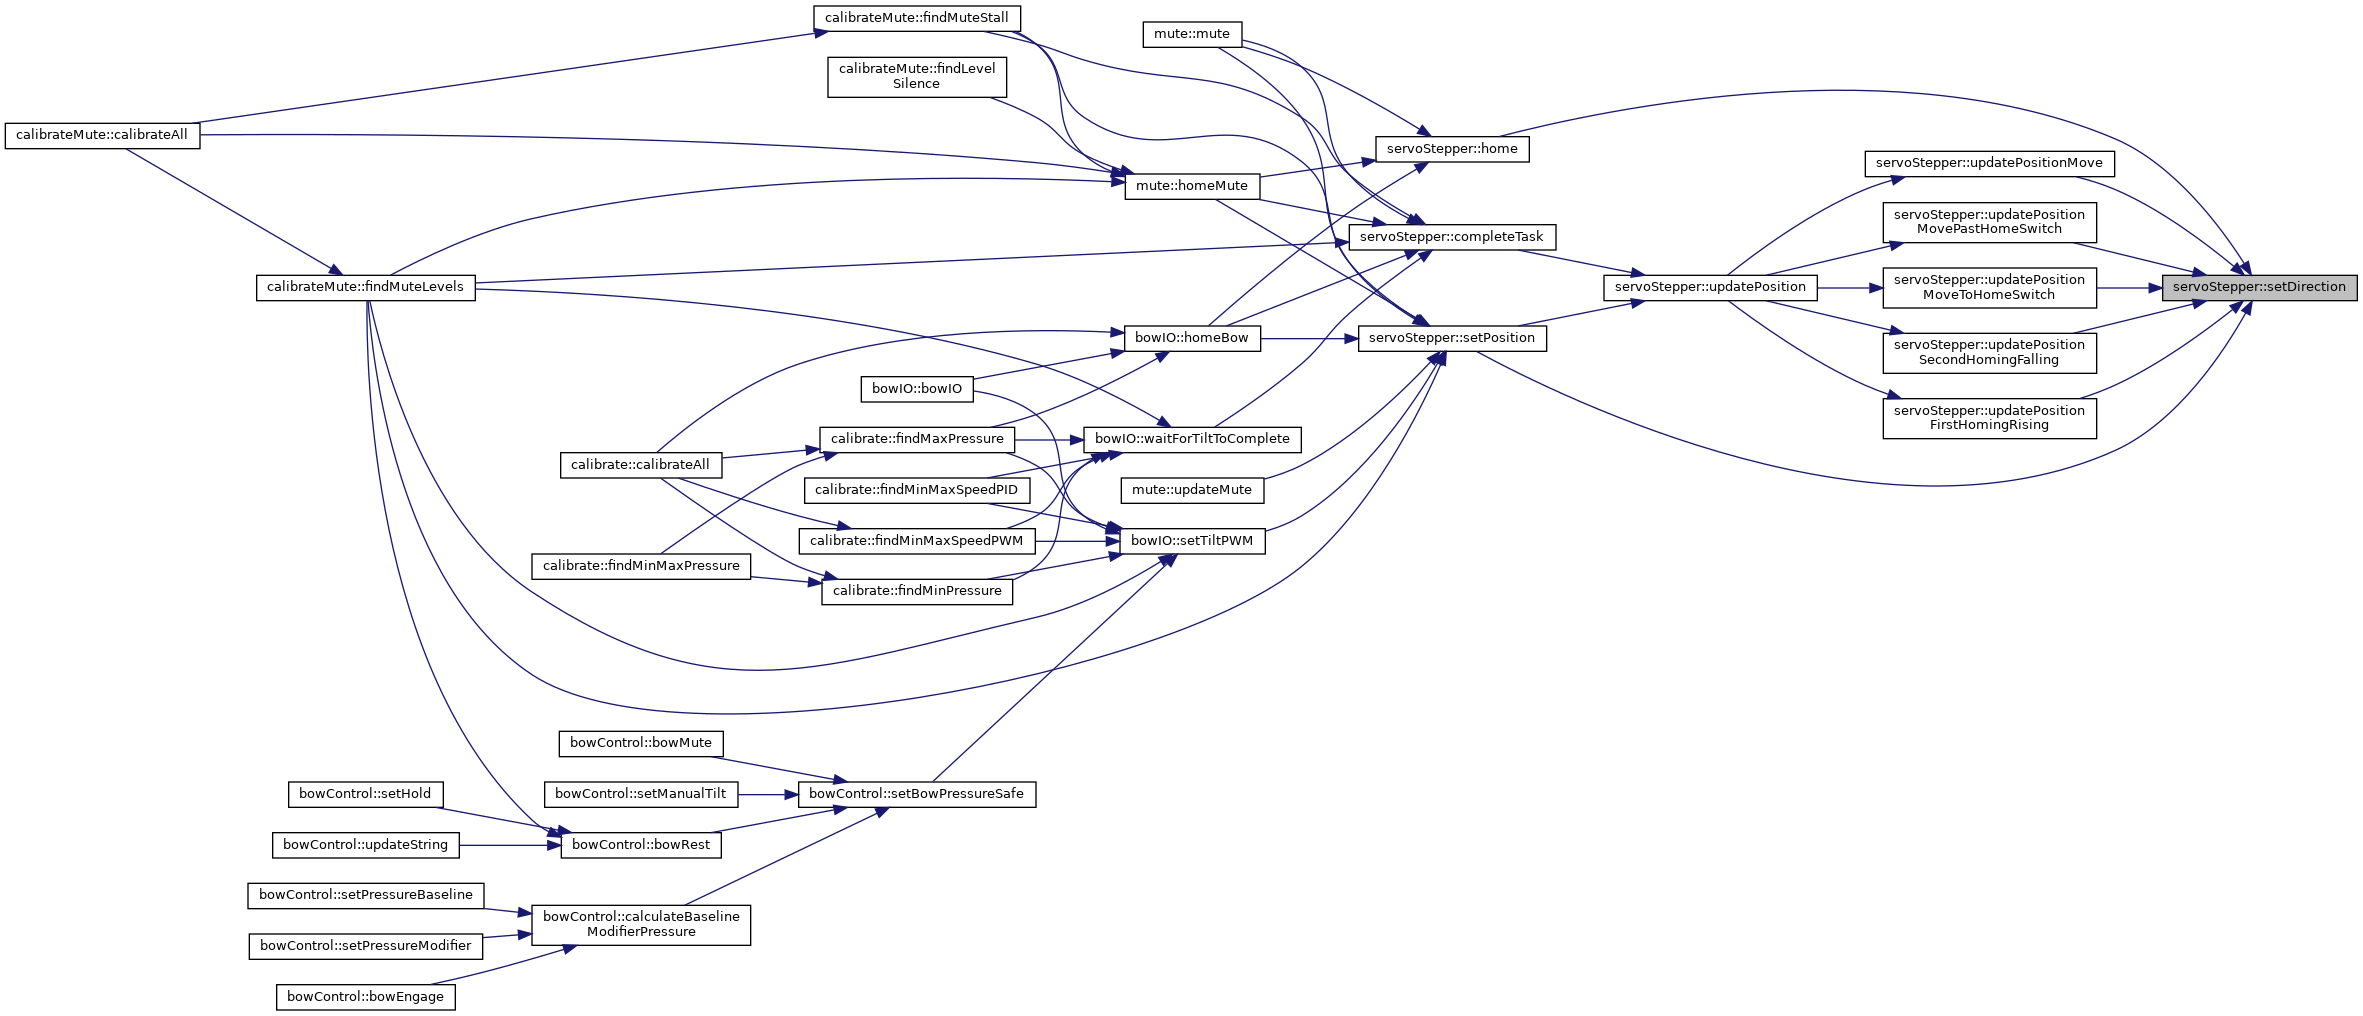 calibrateMute::findMuteStall
mute::mute
calibrateMute::findLevel
Silence
calibrateMute::calibrateAll
servoStepper::home
servoStepper::updatePositionMove
mute::homeMute
servoStepper::updatePosition
MovePastHomeSwitch
servoStepper::completeTask
calibrateMute::findMuteLevels
servoStepper::updatePosition
servoStepper::updatePosition
MoveToHomeSwitch
servoStepper::setDirection
bowIO::homeBow
servoStepper::setPosition
servoStepper::updatePosition
SecondHomingFalling
bowIO::bowIO
servoStepper::updatePosition
FirstHomingRising
calibrate::findMaxPressure
bowIO::waitForTiltToComplete
calibrate::calibrateAll
calibrate::findMinMaxSpeedPID
mute::updateMute
calibrate::findMinMaxSpeedPWM
bowIO::setTiltPWM
calibrate::findMinMaxPressure
calibrate::findMinPressure
bowControl::bowMute
bowControl::setHold
bowControl::setManualTilt
bowControl::setBowPressureSafe
bowControl::updateString
bowControl::bowRest
bowControl::setPressureBaseline
bowControl::calculateBaseline
ModifierPressure
bowControl::setPressureModifier
bowControl::bowEngage